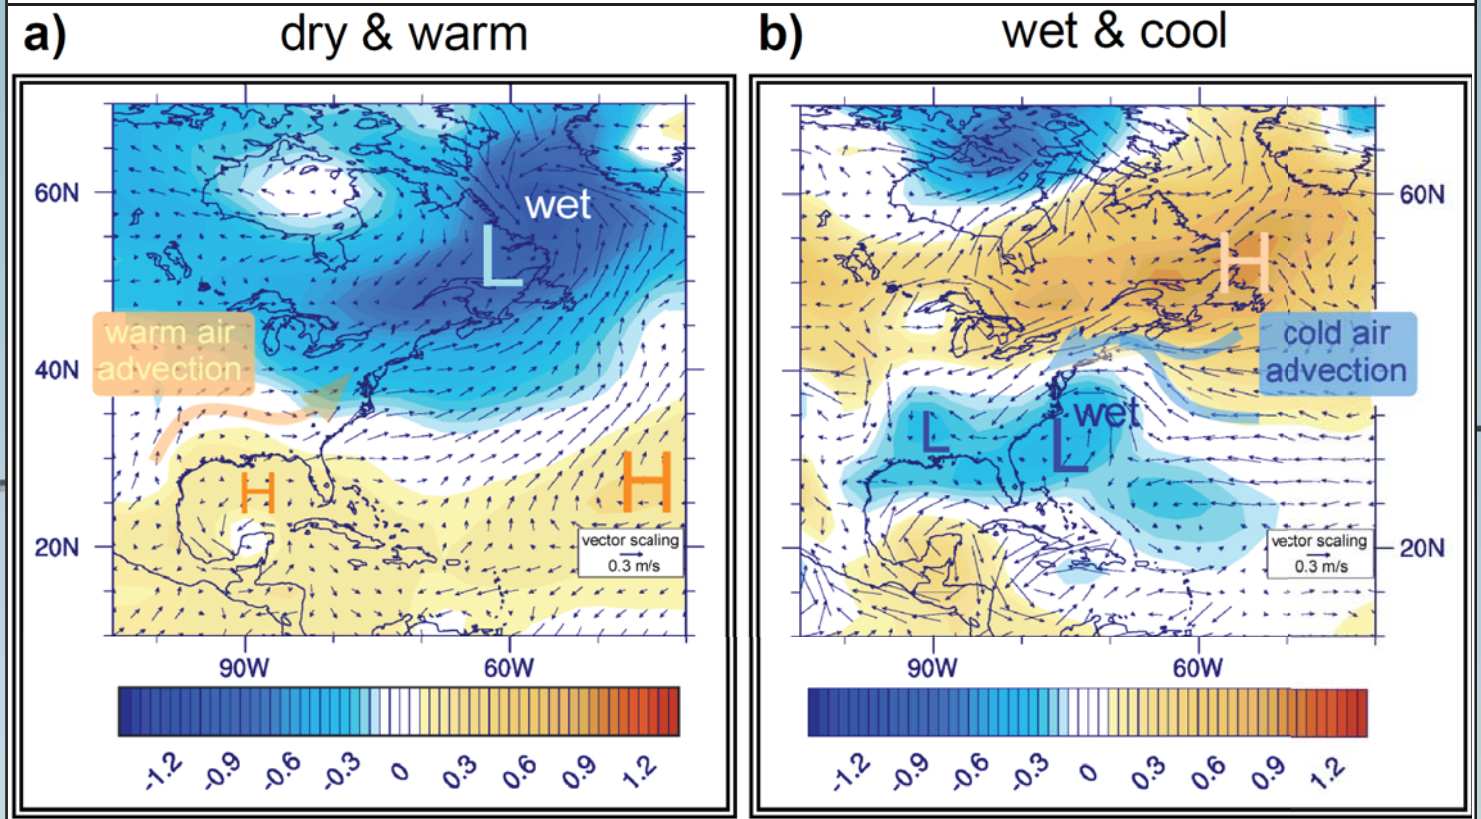 a)
dry & warm
60N
40N
20N
wet
L
warm air
advection
H
H
vector scaling
0.3 m/s
90W
60W
-1.2
-0.9
-0.6
-0.3
0
0.3
0.6
0.9
1.2
b)
wet & cool
60N
20N
H
cold air
advection
L
wet
L
vector scaling
0.3 m/s
90W
60W
-1.2
-0.9
-0.6
-0.3
0
0.3
0.6
0.9
1.2